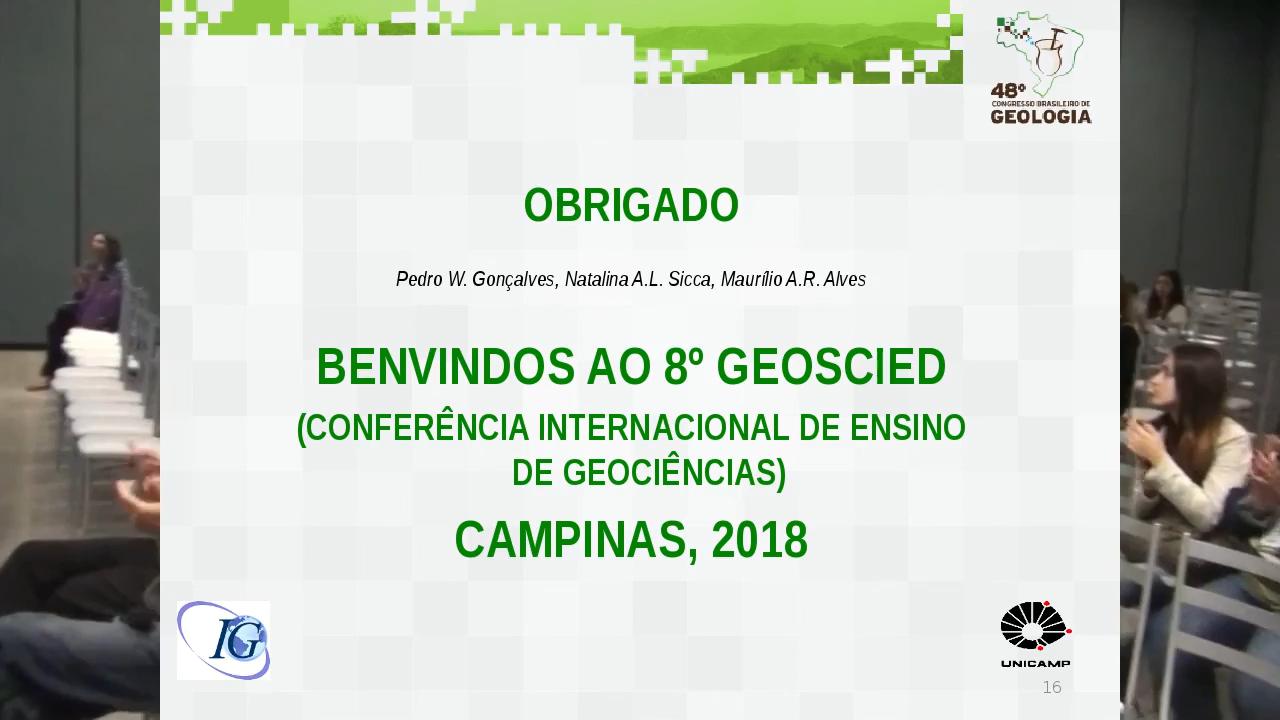 48º
CONGRESSO BRASILEIRO DE
GEOLOGIA
OBRIGADO
Pedro W. Gonçalves, Natalina A.L. Sicca, Maurílio A.R. Alves
BENVINDOS AO 8º GEOSCIED
(CONFERÊNCIA INTERNACIONAL DE ENSINO
DE GEOCIÊNCIAS)
CAMPINAS, 2018
IG
UNICAMP
16